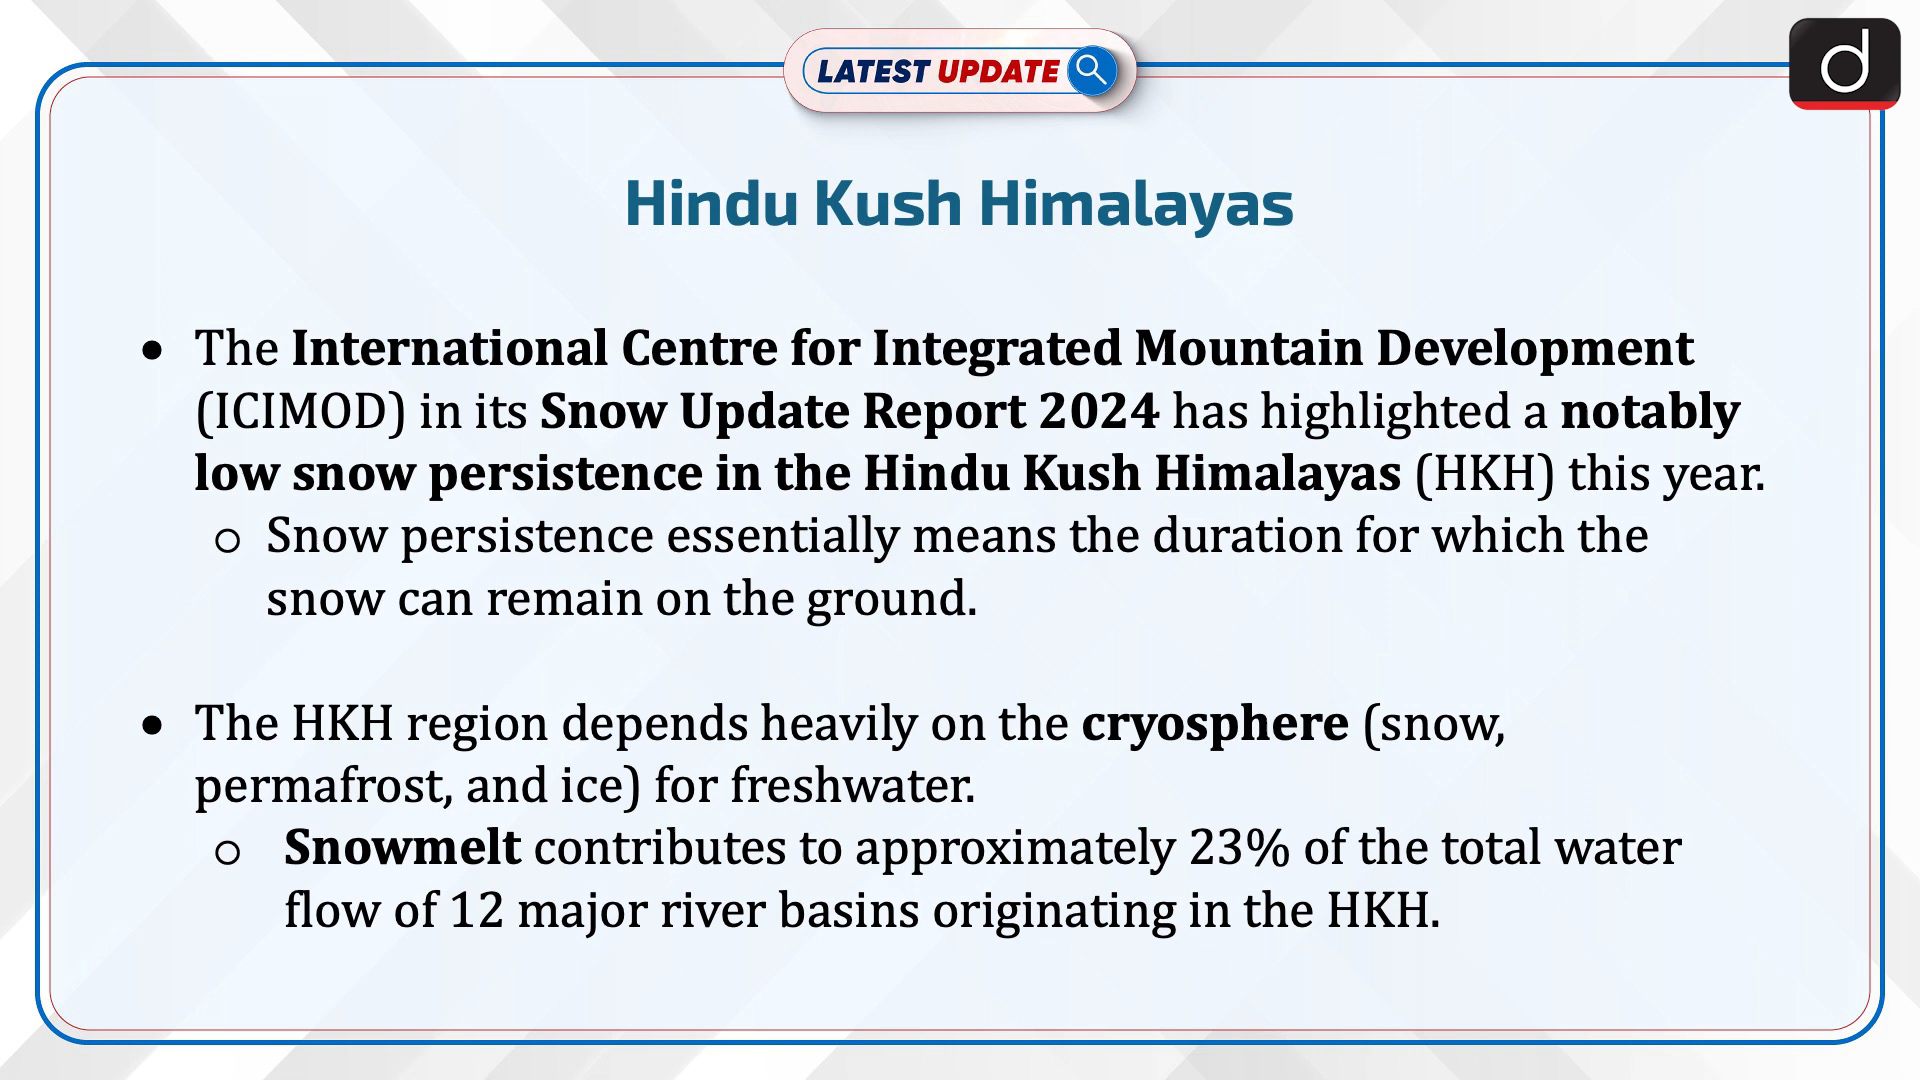 LATEST UPDATE
d
Hindu Kush Himalayas
• The International Centre for Integrated Mountain Development
(ICIMOD) in its Snow Update Report 2024 has highlighted a notably
low snow persistence in the Hindu Kush Himalayas (HKH) this year.
o Snow persistence essentially means the duration for which the
snow can remain on the ground.
• The HKH region depends heavily on the cryosphere (snow,
permafrost, and ice) for freshwater.
o Snowmelt contributes to approximately 23% of the total water
flow of 12 major river basins originating in the HKH.